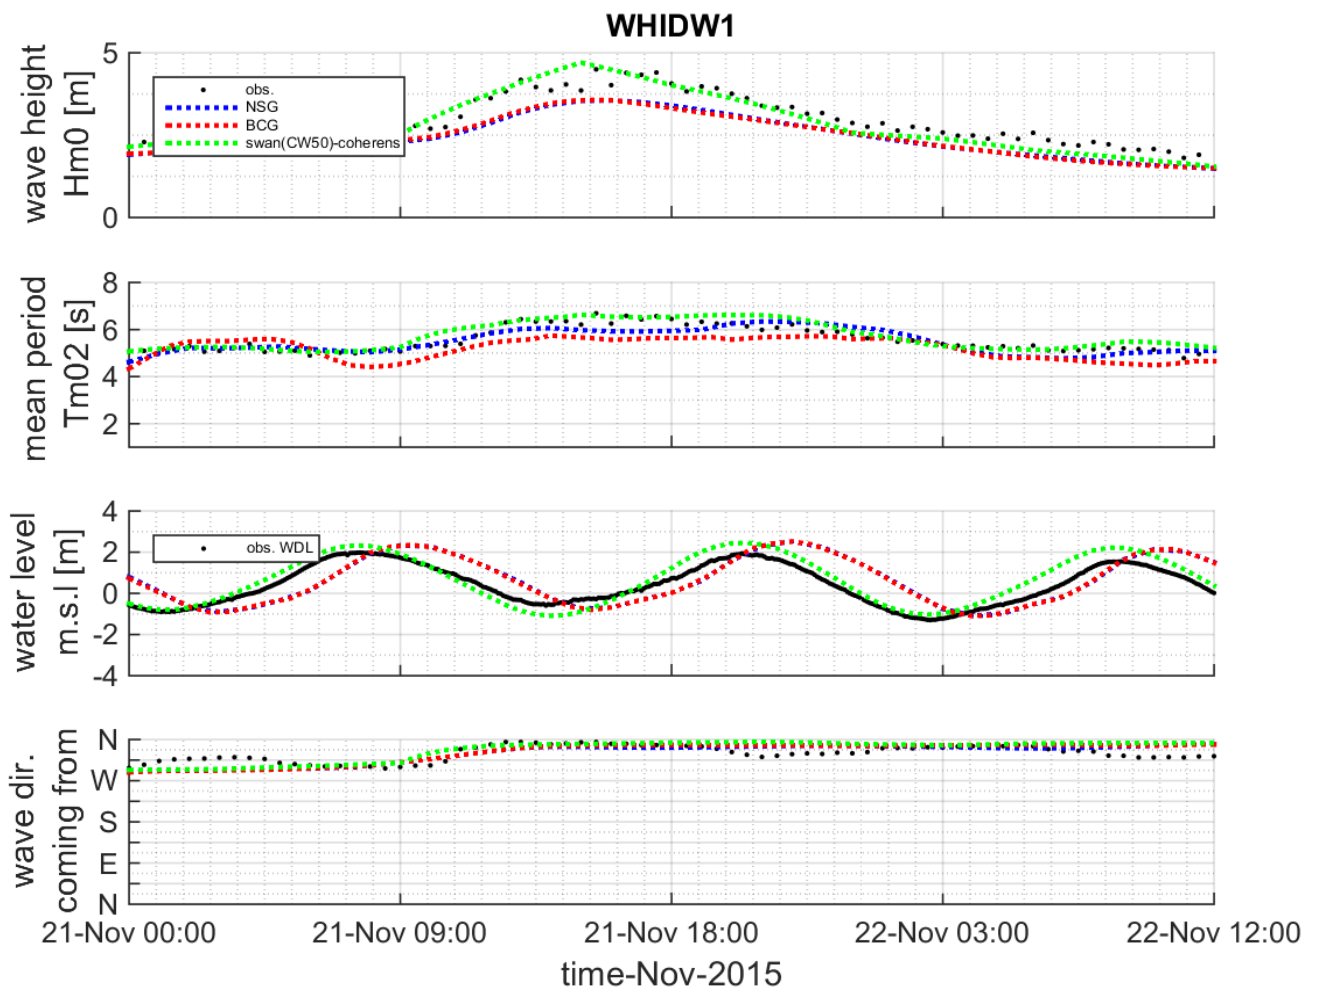 WHIDW1
wave height
Hm0 [m]
5
0
obs.
NSG
BCG
swan(CW50)-coherens
mean period
Tm02 [s]
8
6
4
2
water level
m.s.l [m]
4
2
0
-2
-4
obs. WDL
wave dir.
coming from
N
W
S
E
N
21-Nov 00:00
21-Nov 09:00
21-Nov 18:00
22-Nov 03:00
22-Nov 12:00
time-Nov-2015